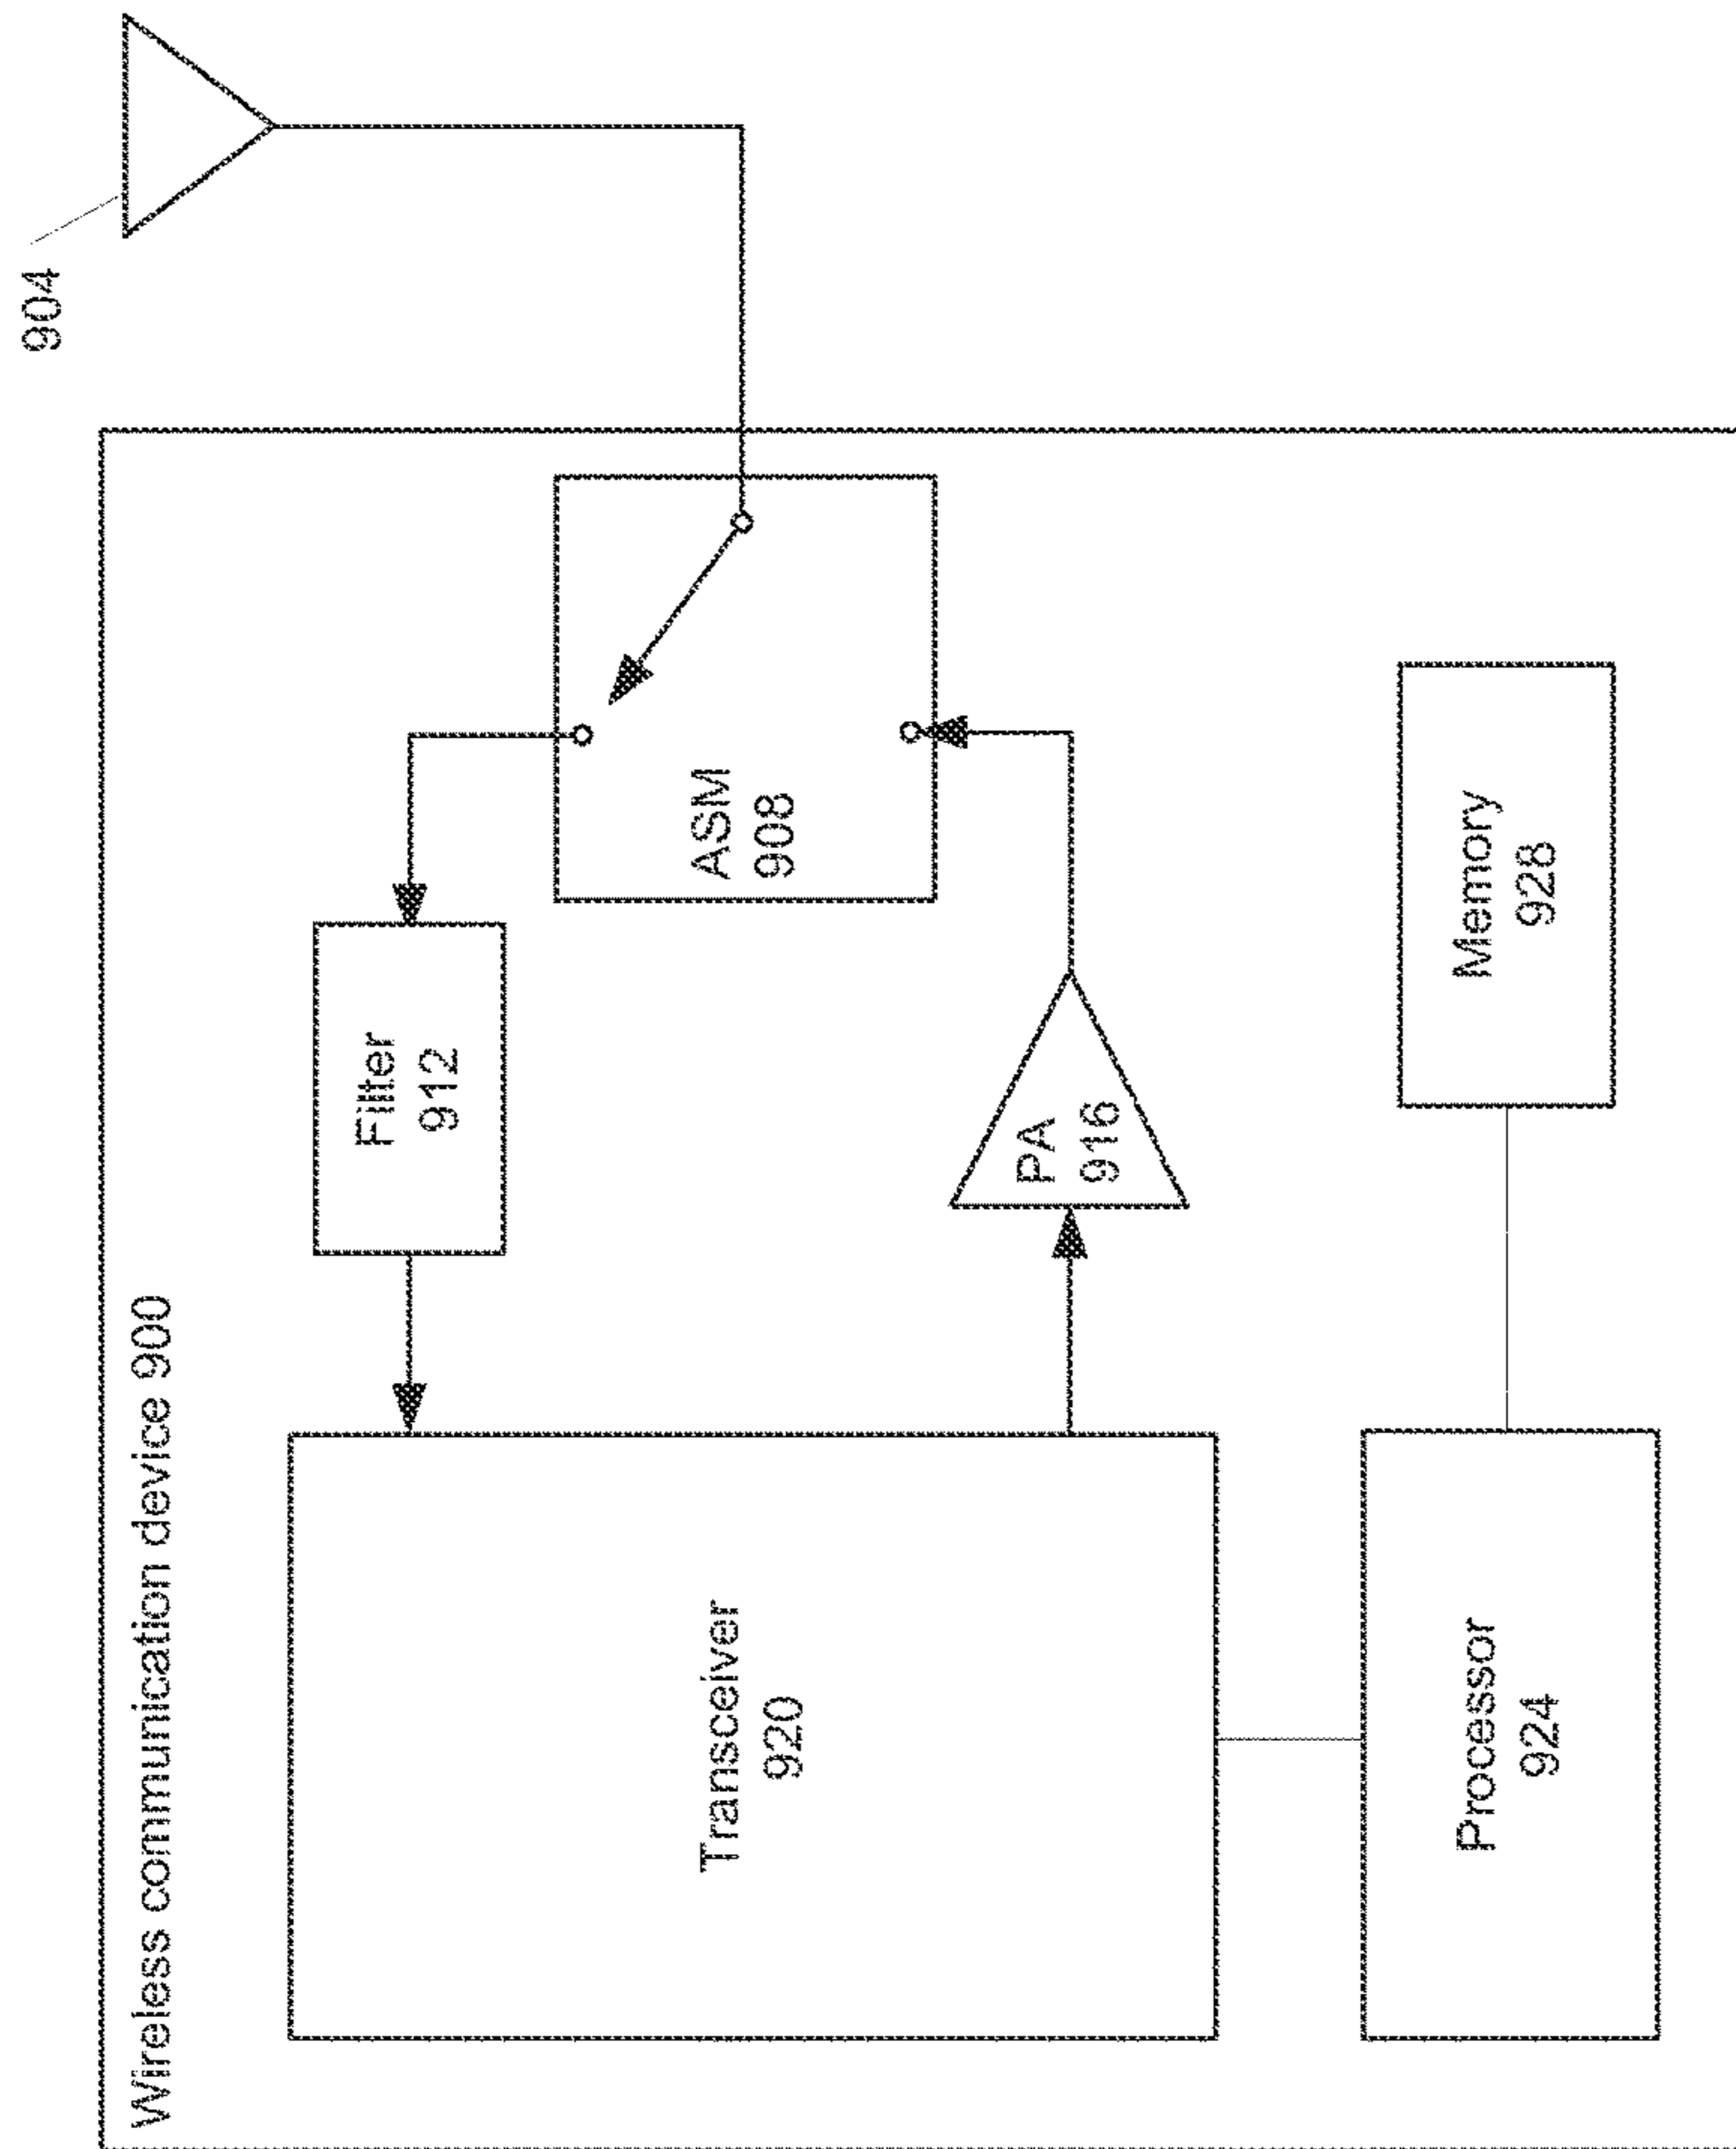 Wireless communication device 900
904
Transceiver
920
Filter
912
ASM
908
PA
916
Processor
924
Memory
928